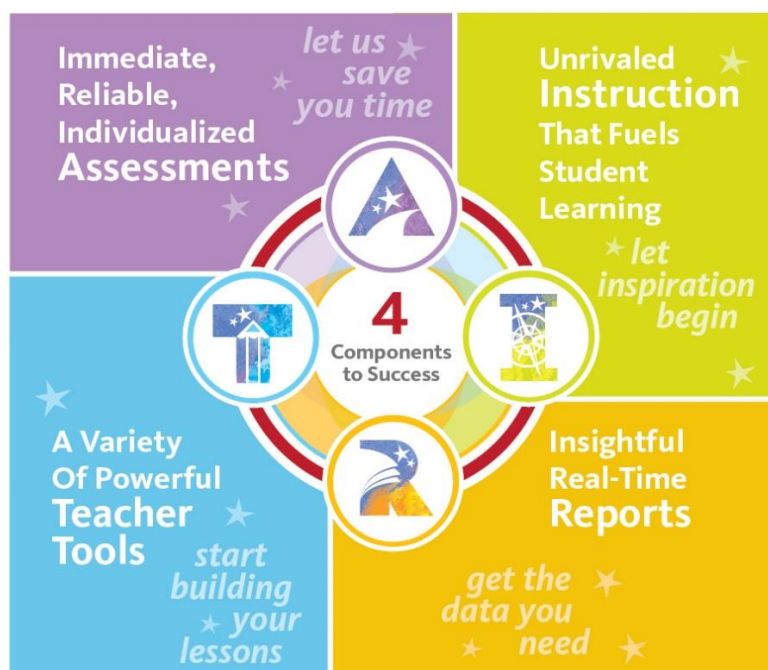 Immediate,
Reliable,
Individualized
Assessments
let us
save
you time
Unrivaled
Instruction
That Fuels
Student
Learning
let
inspiration
begin
A
T
4
Components
to Success
I
R
A Variety
Of Powerful
Teacher
Tools
start
building
your
lessons
Insightful
Real-Time
Reports
get the
data you
need